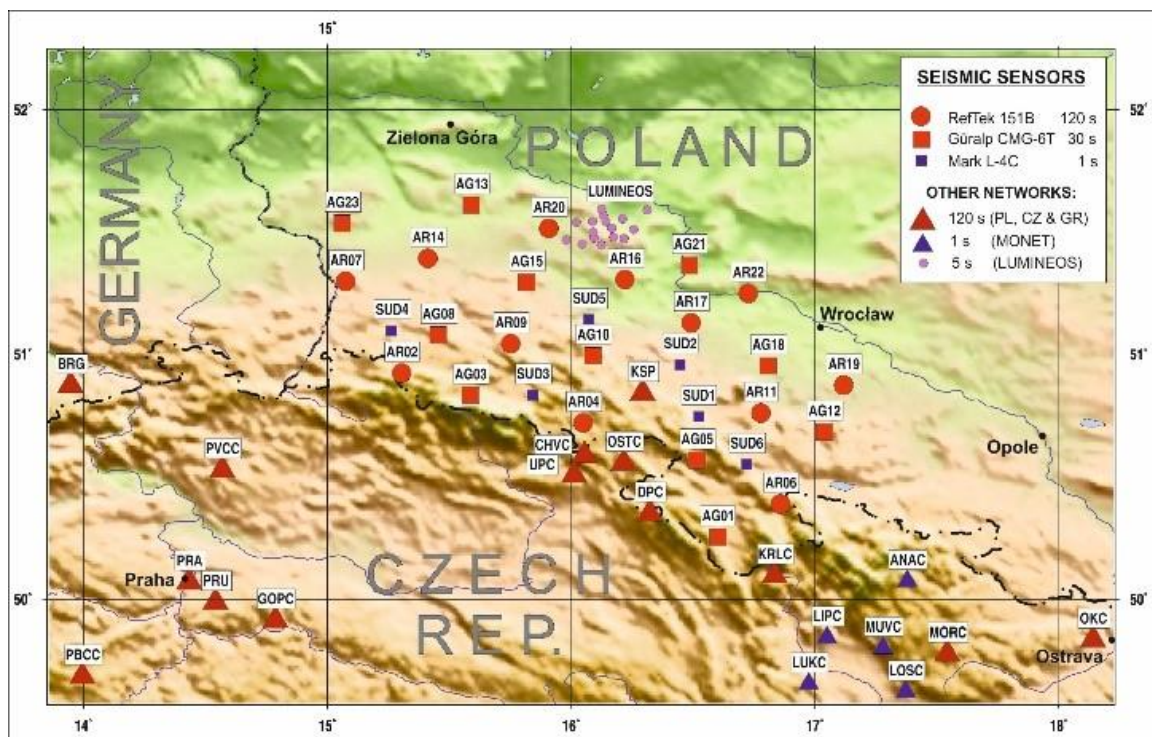 15°
SEISMIC SENSORS
RefTek 151B 120 s
Güralp CMG-6T 30 s
Mark L-4C 1 s
OTHER NETWORKS:
120 s (PL, CZ & GR)
1 s (MONET)
5 s (LUMINEOS)
GERMANY
POLAND
52°
52°
Zielona Góra
LUMINEOS
AG13
AG23
AR20
AR14
AG21
AR07
AG15
AR16
AR22
SUD4
AG08
AR09
SUD5
AR17
Wrocław
51°
51°
AG10
SUD2
AG18
BRG
AR02
AG03
SUD3
KSP
AR19
AR04
SUD1
AR11
AG12
PVCC
CHVC
OSTC
AG05
SUD6
Opole
UPC
DPC
AR06
AG01
CZECH
REP.
PRA
KRLC
ANAC
Praha
PRU
50°
50°
GOPC
LIPC
MUVC
MORC
OKC
PBCC
LUKC
LOSC
Ostrava
14°
15°
16°
17°
18°